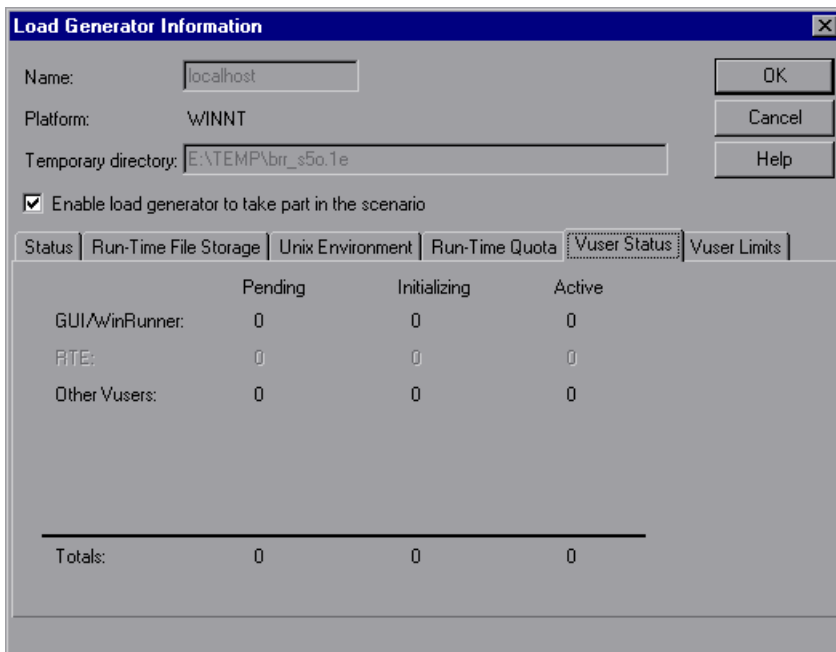 Load Generator Information
Name: localhost OK
Platform: WINNT Cancel
Temporary directory: E:\TEMP\brr_s5o.1e Help
Enable load generator to take part in the scenario
Status Run-Time File Storage Unix Environment Run-Time Quota Vuser Status Vuser Limits
Pending Initializing Active
GUI/WinRunner: 0 0 0
RTE: 0 0 0
Other Vusers: 0 0 0
Totals: 0 0 0